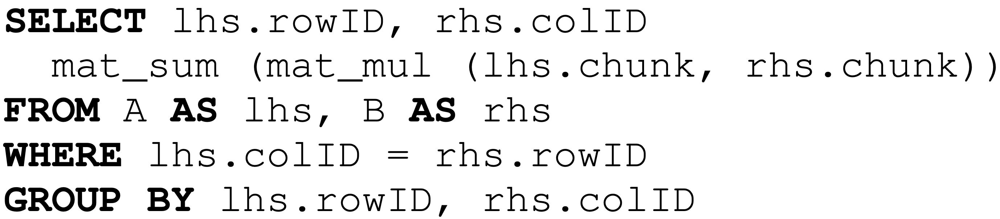 SELECT lhs.rowID, rhs.colID
mat_sum (mat_mul (lhs.chunk, rhs.chunk))
FROM A AS lhs, B AS rhs
WHERE lhs.colID = rhs.rowID
GROUP BY lhs.rowID, rhs.colID